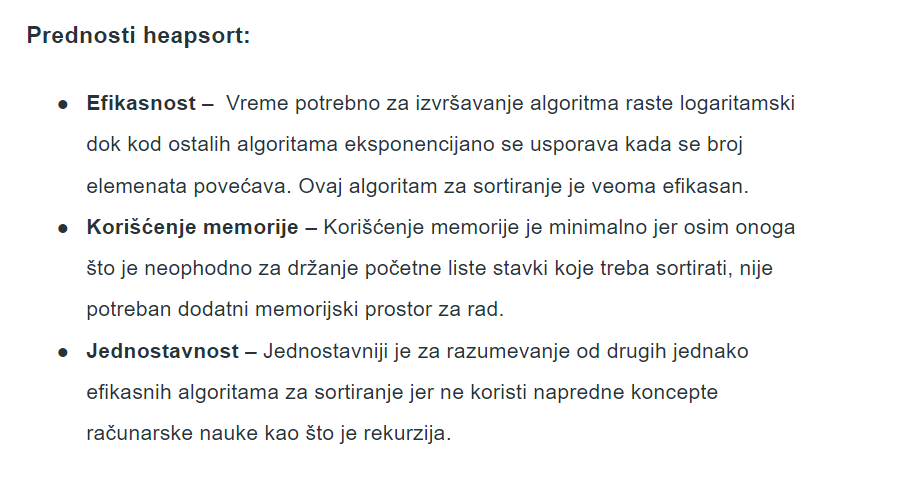 Prednosti heapsort:
● Efikasnost –  Vreme potrebno za izvršavanje algoritma raste logaritamski
dok kod ostalih algoritama eksponencijano se usporava kada se broj
elemenata povećava. Ovaj algoritam za sortiranje je veoma efikasan.
● Korišćenje memorije – Korišćenje memorije je minimalno jer osim onoga
što je neophodno za držanje početne liste stavki koje treba sortirati, nije
potreban dodatni memorijski prostor za rad.
● Jednostavnost – Jednostavniji je za razumevanje od drugih jednako
efikasnih algoritama za sortiranje jer ne koristi napredne koncepte
računarske nauke kao što je rekurzija.